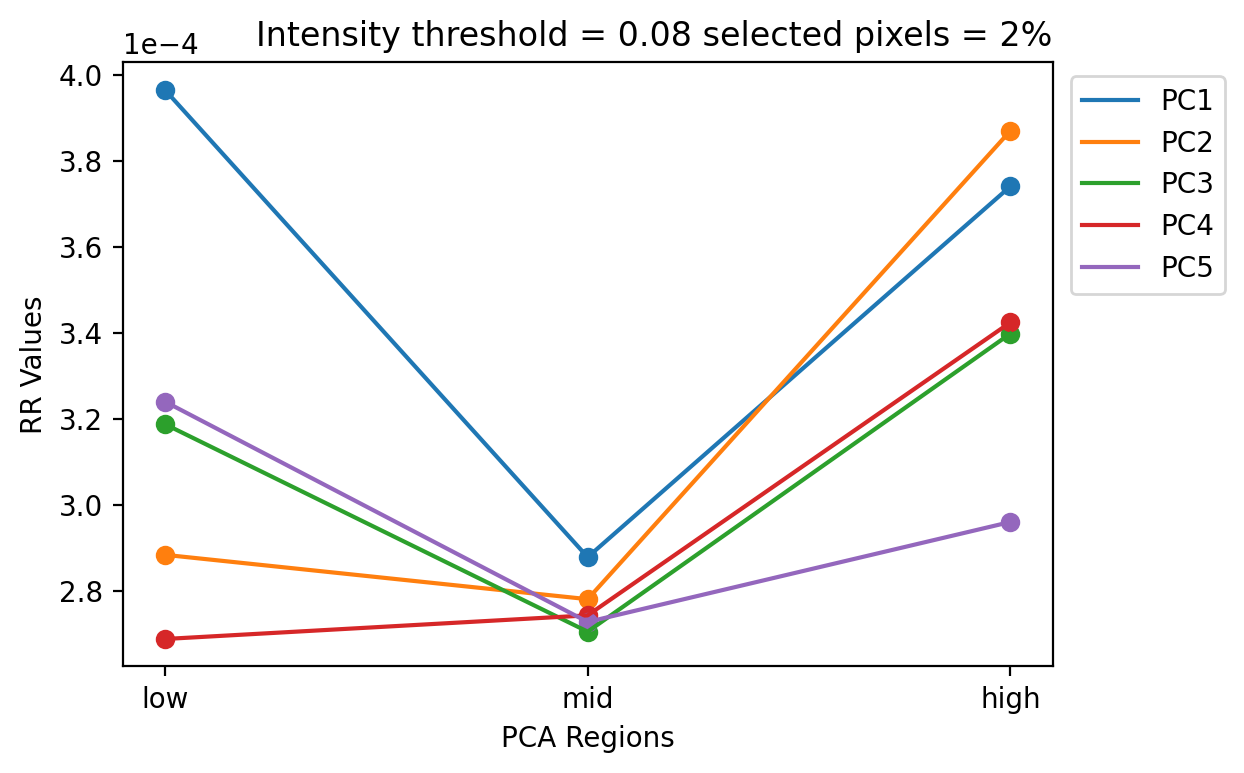 Intensity threshold = 0.08 selected pixels = 2%
1e−4
4.0
3.8
3.6
3.4
3.2
3.0
2.8
RR Values
low
mid
high
PCA Regions
PC1
PC2
PC3
PC4
PC5